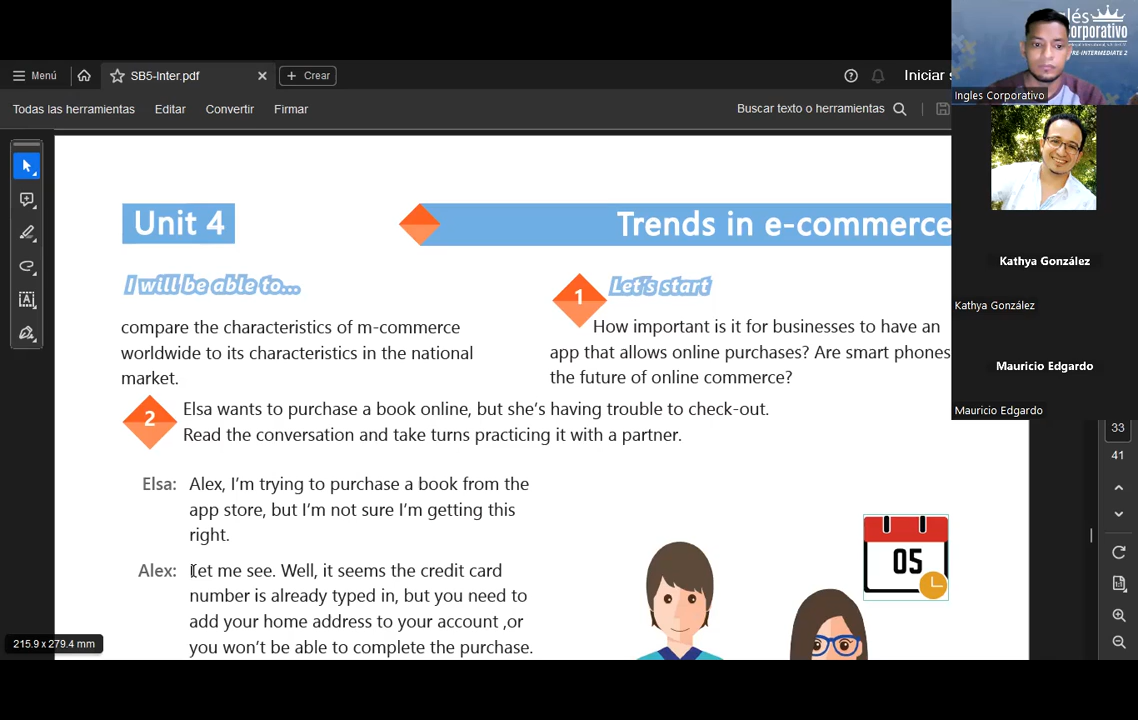 Menú
SB5-Inter.pdf
Crear
Iniciar s
Todas las herramientas
Editar
Convertir
Firmar
Buscar texto o herramientas
Unit 4
Trends in e-commerce
I will be able to...
compare the characteristics of m-commerce
worldwide to its characteristics in the national
market.
1
Let's start
How important is it for businesses to have an
app that allows online purchases? Are smart phones
the future of online commerce?
2
Elsa wants to purchase a book online, but she's having trouble to check-out.
Read the conversation and take turns practicing it with a partner.
Elsa: Alex, I'm trying to purchase a book from the
app store, but I'm not sure I'm getting this
right.
Alex: Let me see. Well, it seems the credit card
number is already typed in, but you need to
add your home address to your account ,or
you won't be able to complete the purchase.
05
215.9 x 279.4 mm
glés
orporativo
RE-INTERMEDIATE 2
Ingles Corporativo
Kathya González
Kathya González
Mauricio Edgardo
Mauricio Edgardo
33
41